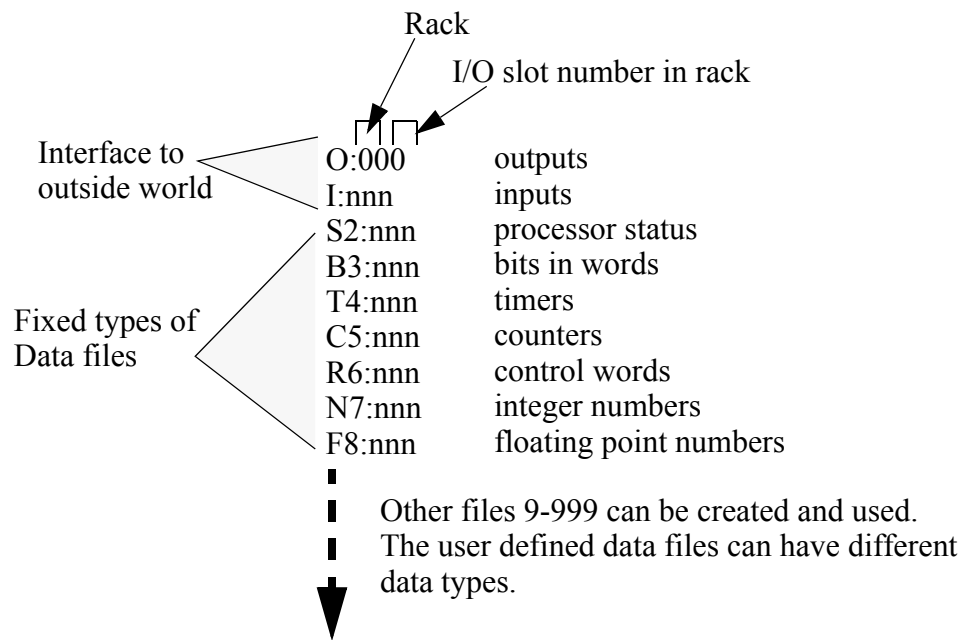 Rack
I/O slot number in rack
Interface to
outside world
O:000 outputs
I:nnn inputs
S2:nnn processor status
B3:nnn bits in words
T4:nnn timers
Fixed types of
Data files
C5:nnn counters
R6:nnn control words
N7:nnn integer numbers
F8:nnn floating point numbers
Other files 9-999 can be created and used.
The user defined data files can have different
data types.